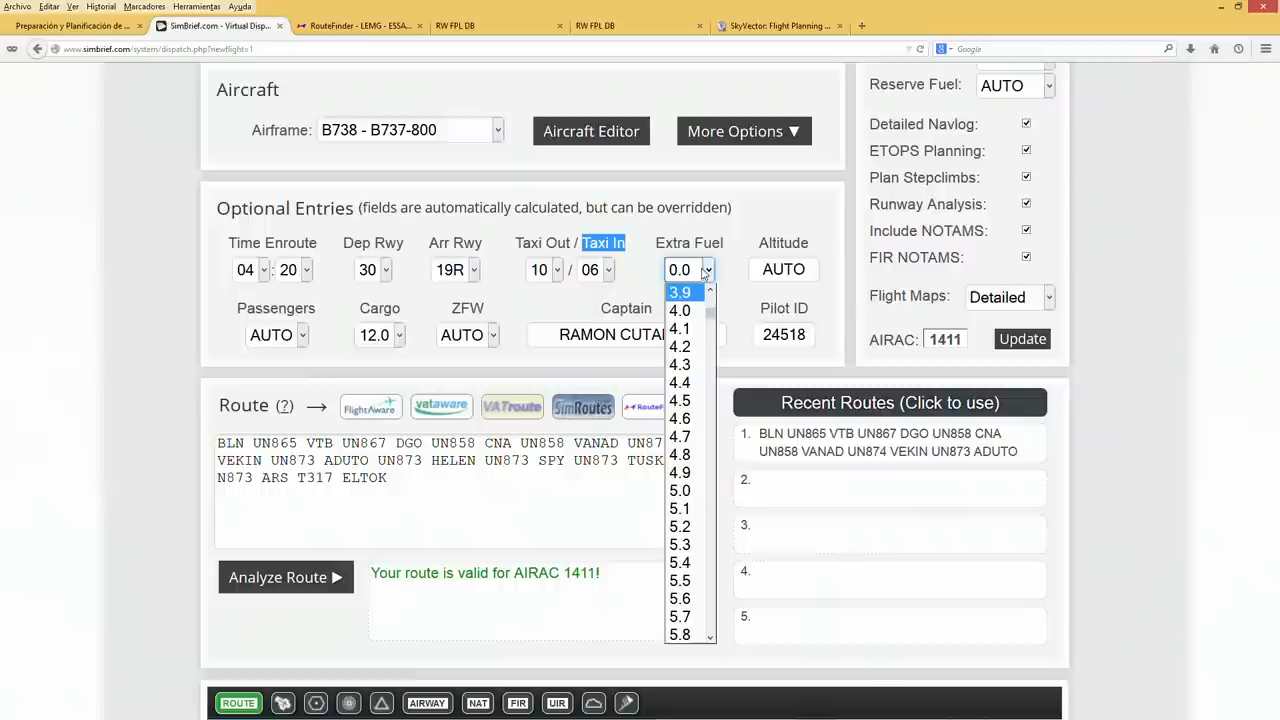 Archivo Editar Ver Historial Marcadores Herramientas Ayuda
Preparación y Planificación de ... × SimBrief.com - Virtual Disp... × RouteFinder - LEMG - ESSA... × RW FPL DB × RW FPL DB × SkyVector: Flight Planning ... × +
www.simbrief.com/system/dispatch.php?newflight=1
Google
Aircraft
Airframe: B738 - B737-800 Aircraft Editor More Options ▼
Optional Entries (fields are automatically calculated, but can be overridden)
Time Enroute Dep Rwy Arr Rwy Taxi Out / Taxi In Extra Fuel Altitude
04 : 20 30 19R 10 / 06 0.0 AUTO
Passengers Cargo ZFW Captain Pilot ID
AUTO 12.0 AUTO RAMON CUTA 24518
3.9
4.0
4.1
4.2
4.3
4.4
4.5
4.6
4.7
4.8
4.9
5.0
5.1
5.2
5.3
5.4
5.5
5.6
5.7
5.8
Reserve Fuel: AUTO
Detailed Navlog:
ETOPS Planning:
Plan Stepclimbs:
Runway Analysis:
Include NOTAMS:
FIR NOTAMS:
Flight Maps: Detailed
AIRAC: 1411 Update
Route (?) → FlightAware vataware VATroute SimRoutes RouteF
BLN UN865 VTB UN867 DGO UN858 CNA UN858 VANAD UN87
VEKIN UN873 ADUTO UN873 HELEN UN873 SPY UN873 TUSK
N873 ARS T317 ELTOK
Analyze Route ▶ Your route is valid for AIRAC 1411!
Recent Routes (Click to use)
1. BLN UN865 VTB UN867 DGO UN858 CNA
UN858 VANAD UN874 VEKIN UN873 ADUTO
2.
3.
4.
5.
ROUTE AIRWAY NAT FIR UIR